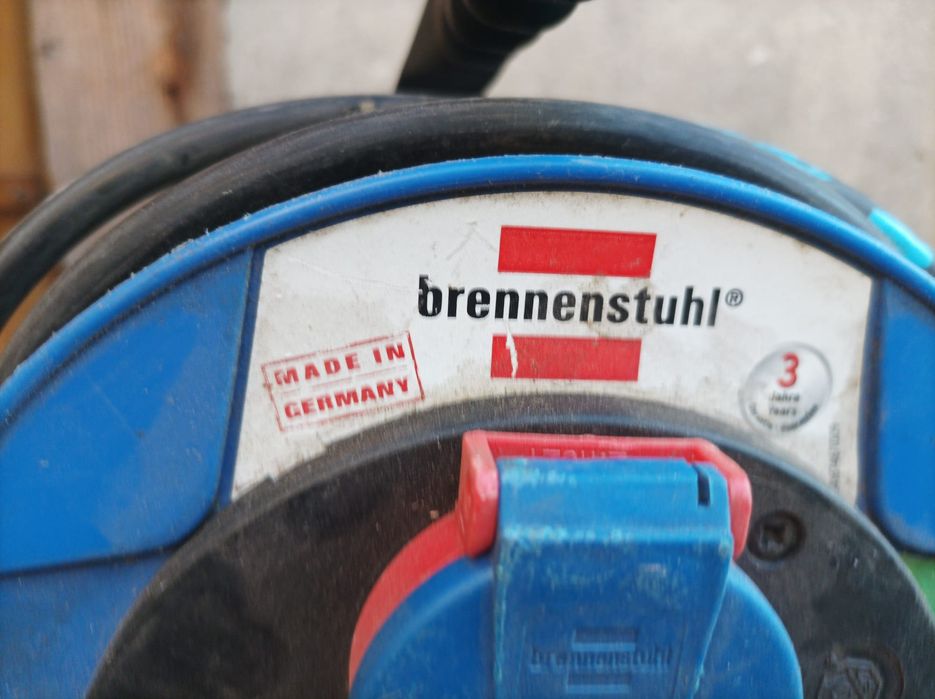 brennenstuhl®
MADE IN
GERMANY
3
Jahre
Years
brennenstuhl